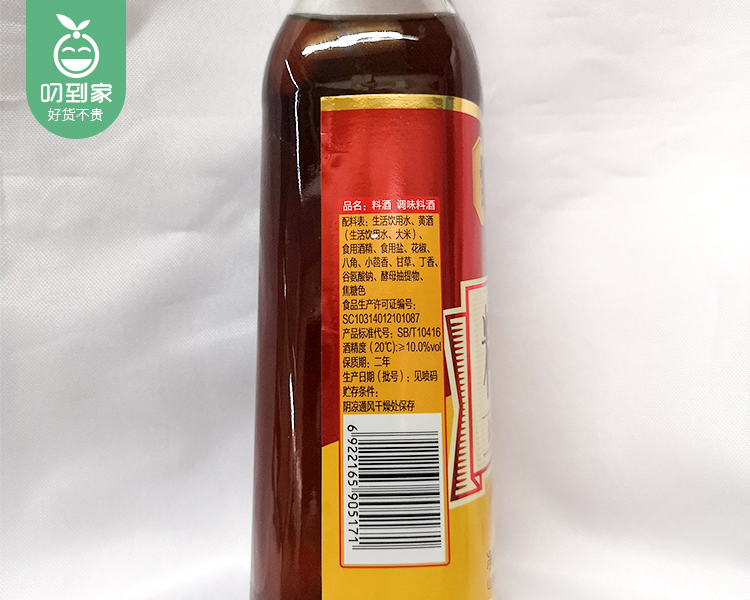 叨到家
好货不贵
品名：料酒 调味料酒
配料表：生活饮用水、黄酒
（生活饮用水、大米）、
食用酒精、食用盐、花椒、
八角、小茴香、甘草、丁香、
谷氨酸钠、酵母抽提物、
焦糖色
食品生产许可证编号：
SC10314012101087
产品标准代号：SB/T10416
酒精度（20℃):≥10.0%vol
保质期：二年
生产日期（批号）：见喷码
贮存条件：
阴凉通风干燥处保存
6922165905171